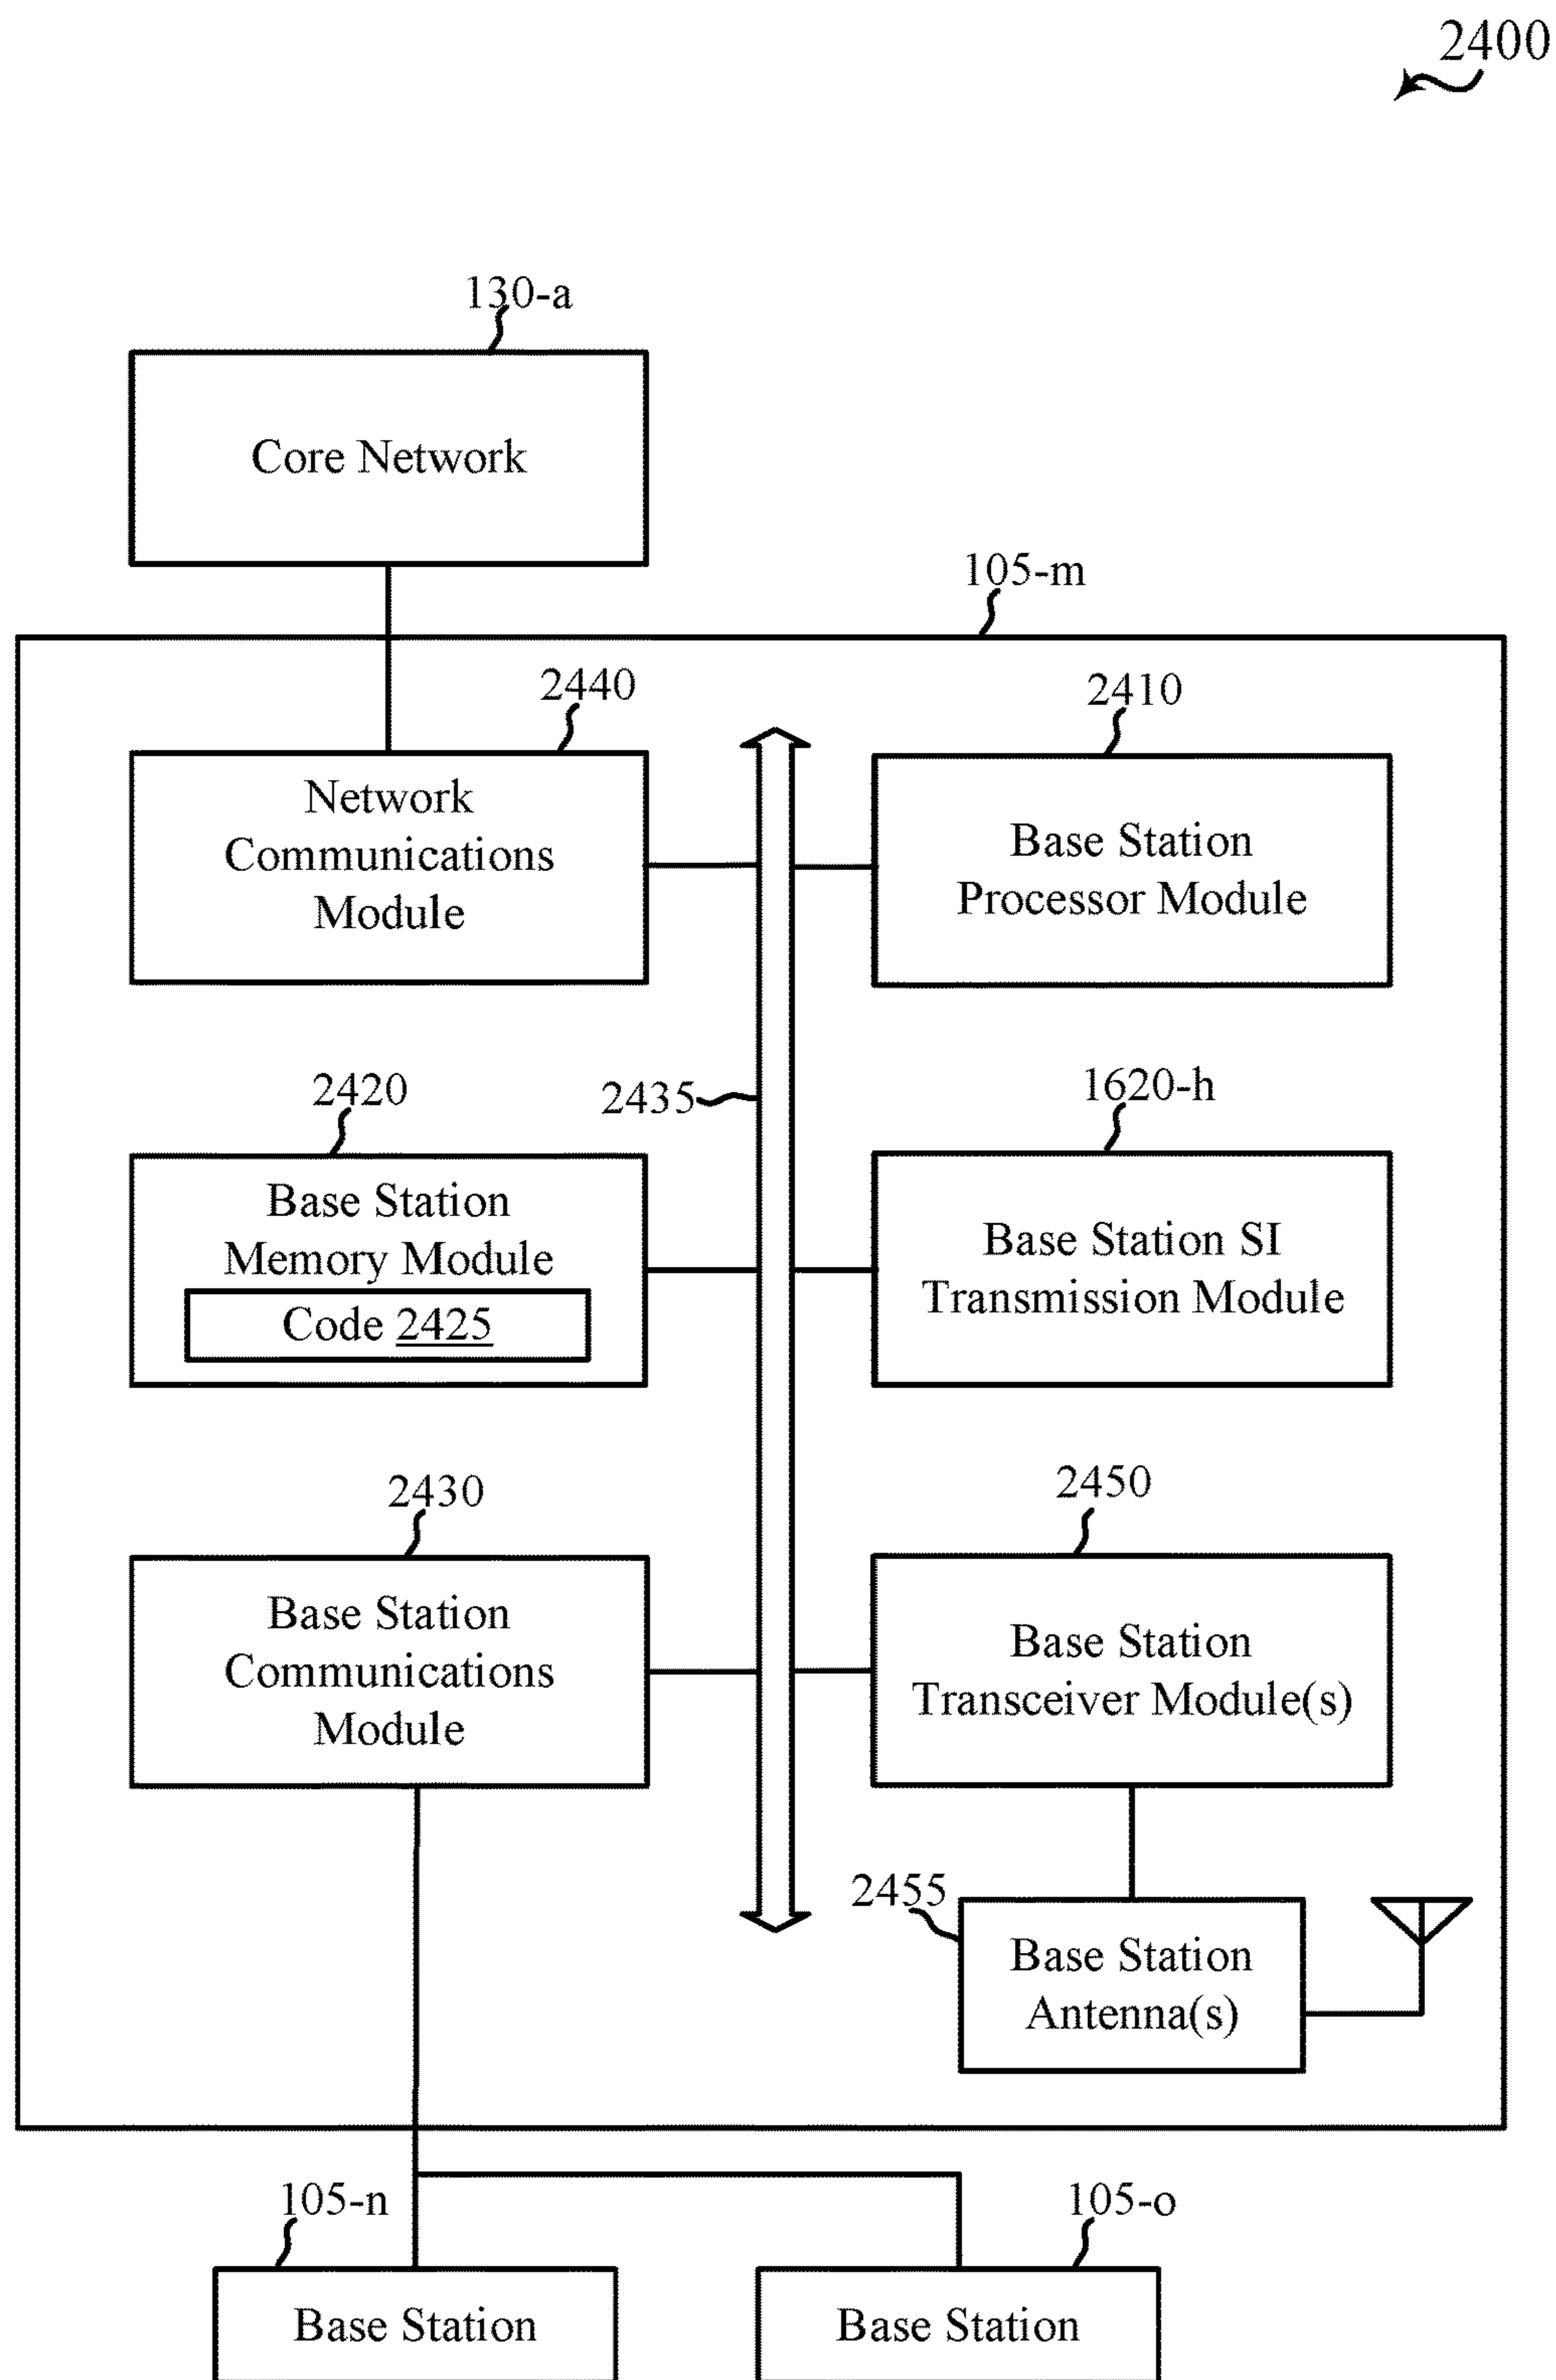 2400
130-a
Core Network
105-m
2440
Network
Communications
Module
2410
Base Station
Processor Module
2420
Base Station
Memory Module
Code 2425
2435
1620-h
Base Station SI
Transmission Module
2430
Base Station
Communications
Module
2450
Base Station
Transceiver Module(s)
2455
Base Station
Antenna(s)
105-n
Base Station
105-o
Base Station